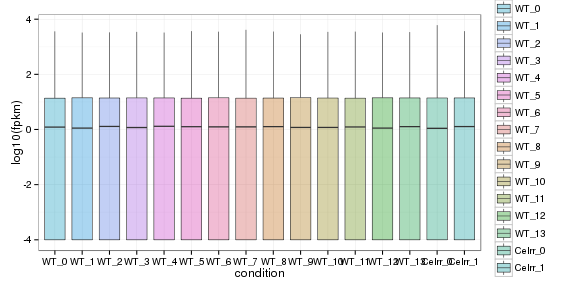 4
2
0
-2
-4
log10(fpkm)
WT_0 WT_1 WT_2 WT_3 WT_4 WT_5 WT_6 WT_7 WT_8 WT_9 WT_10 WT_11 WT_12 WT_13 Celrr_0 Celrr_1
condition
WT_0
WT_1
WT_2
WT_3
WT_4
WT_5
WT_6
WT_7
WT_8
WT_9
WT_10
WT_11
WT_12
WT_13
Celrr_0
Celrr_1